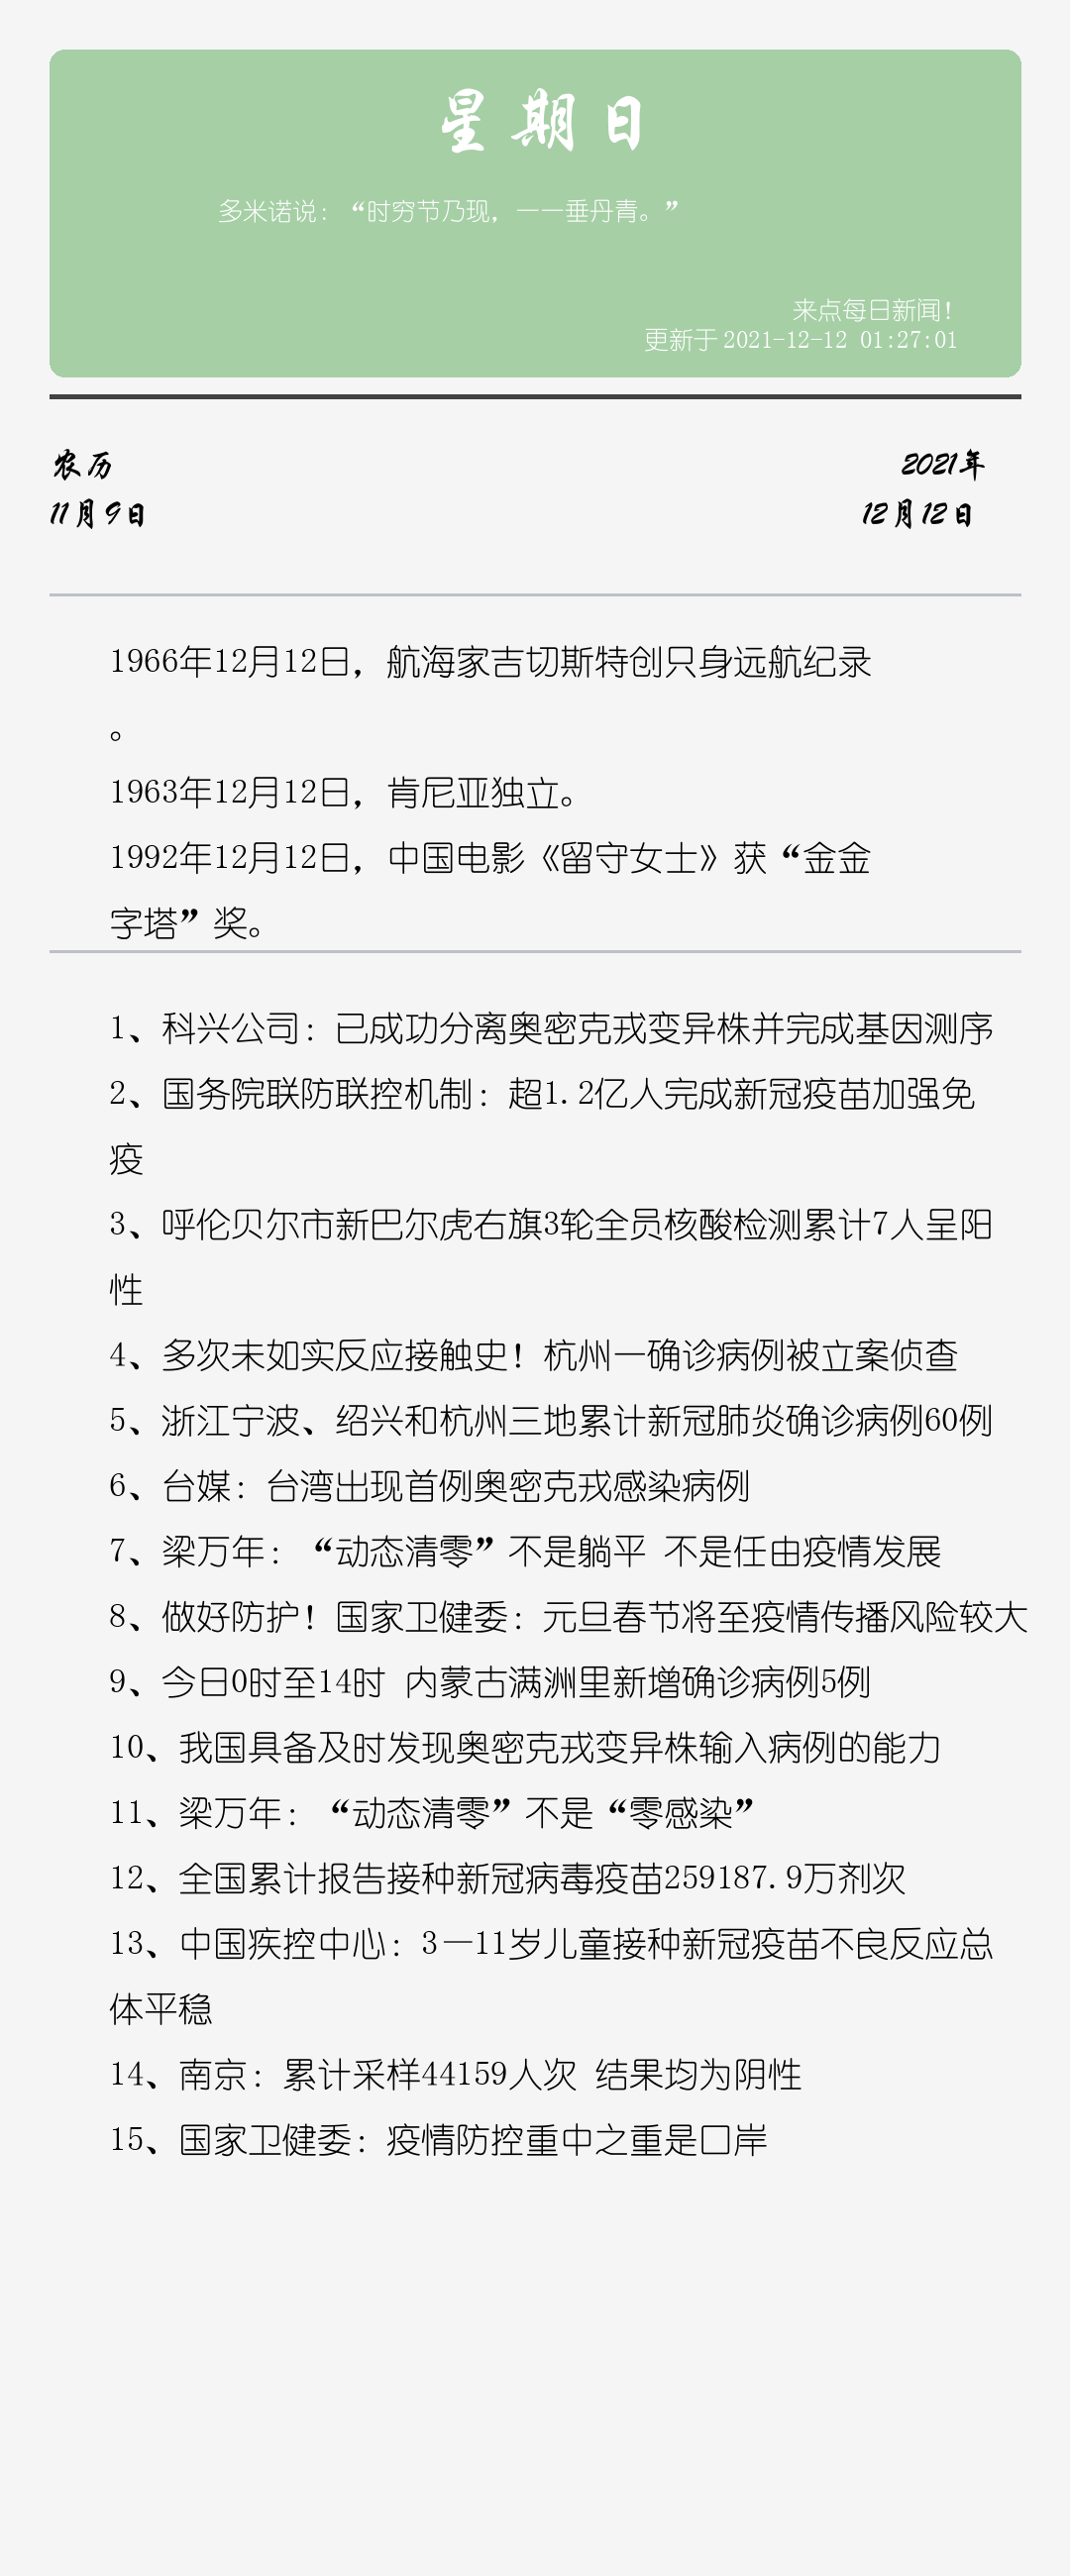 星期日
多米诺说：“时穷节乃现，一一垂丹青。”
来点每日新闻！
更新于 2021-12-12 01:27:01
农历
2021年
11月9日
12月12日
1966年12月12日，航海家吉切斯特创只身远航纪录
。
1963年12月12日，肯尼亚独立。
1992年12月12日，中国电影《留守女士》获“金金
字塔”奖。
1、科兴公司：已成功分离奥密克戎变异株并完成基因测序
2、国务院联防联控机制：超1.2亿人完成新冠疫苗加强免
疫
3、呼伦贝尔市新巴尔虎右旗3轮全员核酸检测累计7人呈阳
性
4、多次未如实反应接触史！杭州一确诊病例被立案侦查
5、浙江宁波、绍兴和杭州三地累计新冠肺炎确诊病例60例
6、台媒：台湾出现首例奥密克戎感染病例
7、梁万年：“动态清零”不是躺平 不是任由疫情发展
8、做好防护！国家卫健委：元旦春节将至疫情传播风险较大
9、今日0时至14时 内蒙古满洲里新增确诊病例5例
10、我国具备及时发现奥密克戎变异株输入病例的能力
11、梁万年：“动态清零”不是“零感染”
12、全国累计报告接种新冠病毒疫苗259187.9万剂次
13、中国疾控中心：3—11岁儿童接种新冠疫苗不良反应总
体平稳
14、南京：累计采样44159人次 结果均为阴性
15、国家卫健委：疫情防控重中之重是口岸